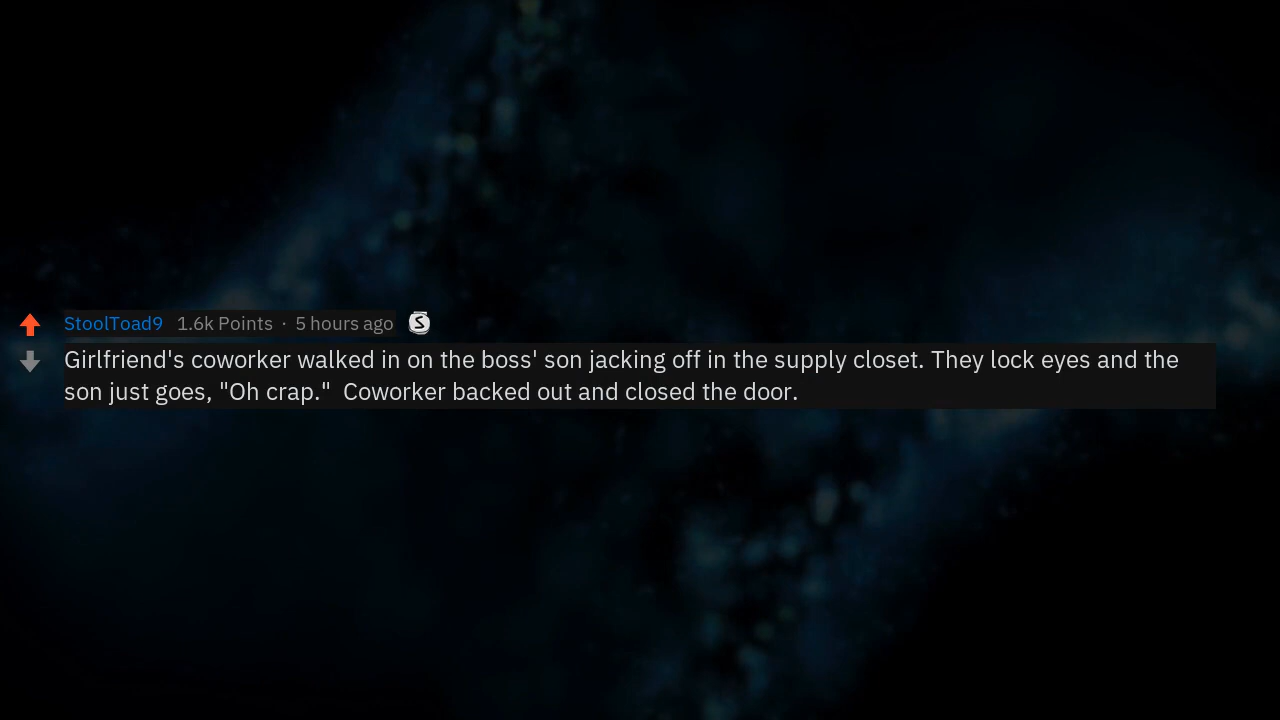 StoolToad9 1.6k Points · 5 hours ago S
Girlfriend's coworker walked in on the boss' son jacking off in the supply closet. They lock eyes and the
son just goes, "Oh crap."  Coworker backed out and closed the door.